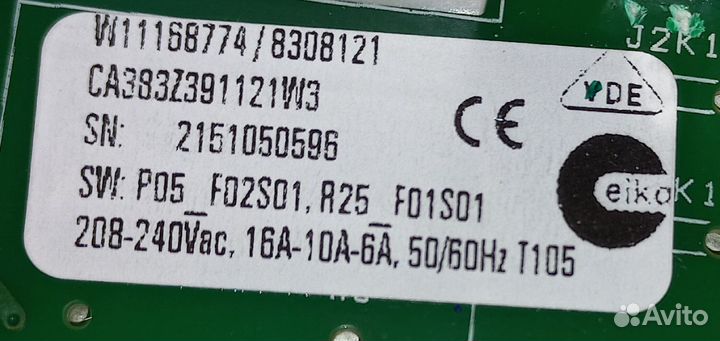 W11168774/8308121
CA383Z391121W3
SN: 2151050596
SW: P05_F02S01, R25_F01S01
208-240Vac, 16A-10A-6A, 50/60Hz T105
CE
VDE
eika
J2K1
K1
Avito